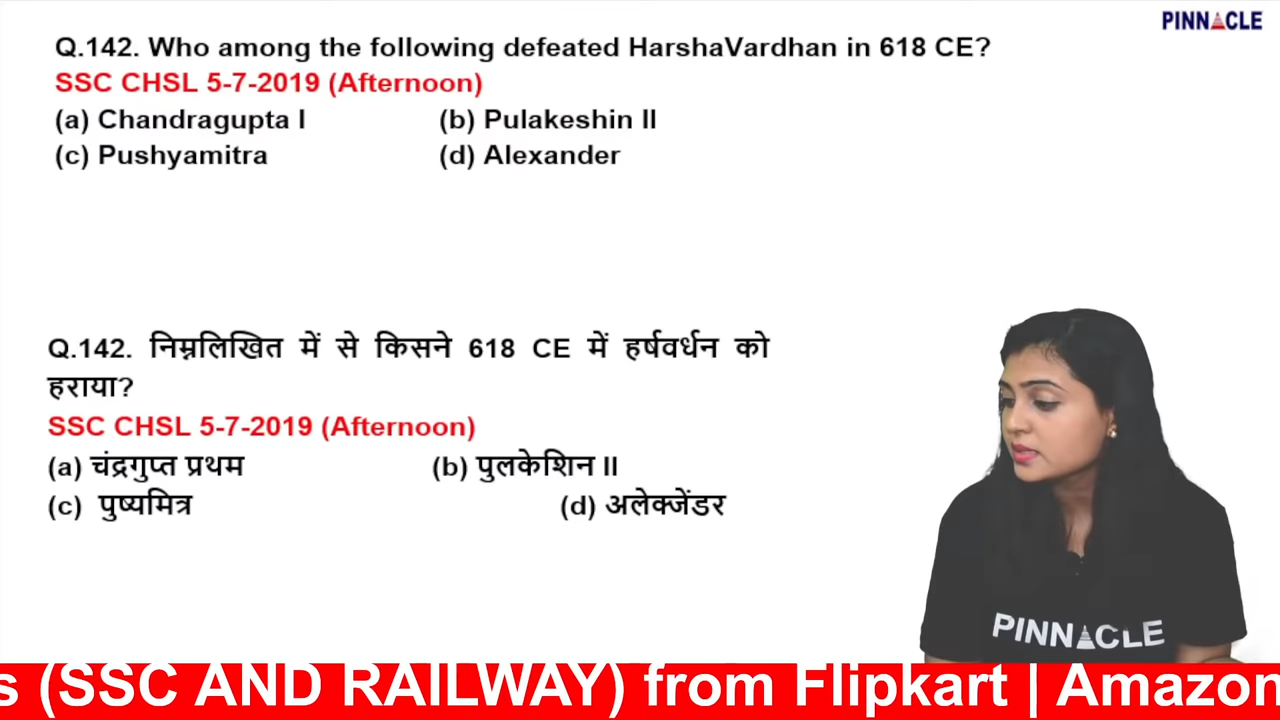 PINNACLE
Q.142. Who among the following defeated HarshaVardhan in 618 CE?
SSC CHSL 5-7-2019 (Afternoon)
(a) Chandragupta I (b) Pulakeshin II
(c) Pushyamitra (d) Alexander
Q.142. निम्नलिखित में से किसने 618 CE में हर्षवर्धन को
हराया?
SSC CHSL 5-7-2019 (Afternoon)
(a) चंद्रगुप्त प्रथम (b) पुलकेशिन II
(c) पुष्यमित्र (d) अलेक्जेंडर
PINNACLE
s (SSC AND RAILWAY) from Flipkart | Amazon